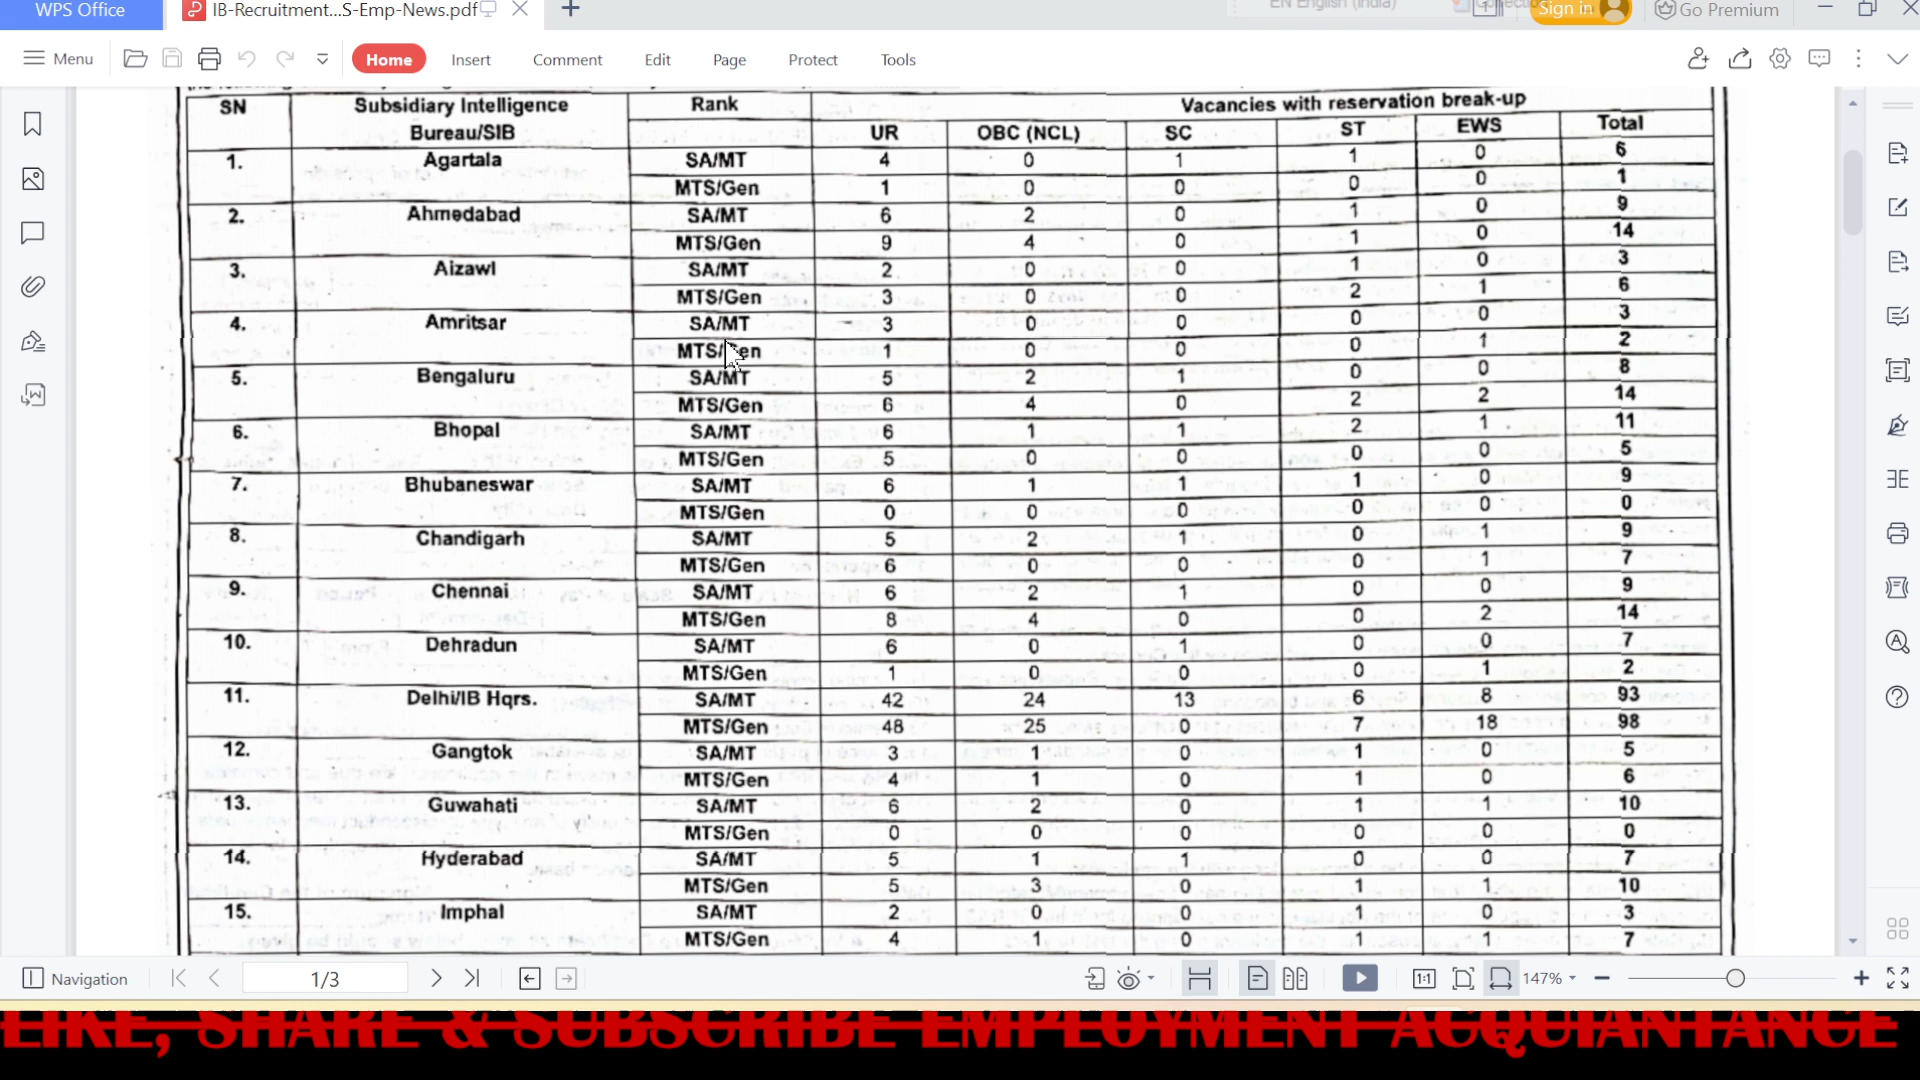 WPS Office IB-Recruitment...S-Emp-News.pdf EN English (India) Sign in Go Premium
Menu Home Insert Comment Edit Page Protect Tools
SN Subsidiary Intelligence Bureau/SIB Rank Vacancies with reservation break-up
UR OBC (NCL) SC ST EWS Total
1. Agartala SA/MT 4 0 1 1 0 6
MTS/Gen 1 0 0 0 0 1
2. Ahmedabad SA/MT 6 2 0 1 0 9
MTS/Gen 9 4 0 1 0 14
3. Aizawl SA/MT 2 0 0 1 0 3
MTS/Gen 3 0 0 2 1 6
4. Amritsar SA/MT 3 0 0 0 0 3
MTS/Gen 1 0 0 0 1 2
5. Bengaluru SA/MT 5 2 1 0 0 8
MTS/Gen 6 4 0 2 2 14
6. Bhopal SA/MT 6 1 1 2 1 11
MTS/Gen 5 0 0 0 0 5
7. Bhubaneswar SA/MT 6 1 1 1 0 9
MTS/Gen 0 0 0 0 0 0
8. Chandigarh SA/MT 5 2 1 0 1 9
MTS/Gen 6 0 0 0 1 7
9. Chennai SA/MT 6 2 1 0 0 9
MTS/Gen 8 4 0 0 2 14
10. Dehradun SA/MT 6 0 1 0 0 7
MTS/Gen 1 0 0 0 1 2
11. Delhi/IB Hqrs. SA/MT 42 24 13 6 8 93
MTS/Gen 48 25 0 7 18 98
12. Gangtok SA/MT 3 1 0 1 0 5
MTS/Gen 4 1 0 1 0 6
13. Guwahati SA/MT 6 2 0 1 1 10
MTS/Gen 0 0 0 0 0 0
14. Hyderabad SA/MT 5 1 1 0 0 7
MTS/Gen 5 3 0 1 1 10
15. Imphal SA/MT 2 0 0 1 0 3
MTS/Gen 4 1 0 1 1 7
Navigation 1/3 1:1 147%
LIKE, SHARE & SUBSCRIBE EMPLOYMENT ACQUIANTANCE